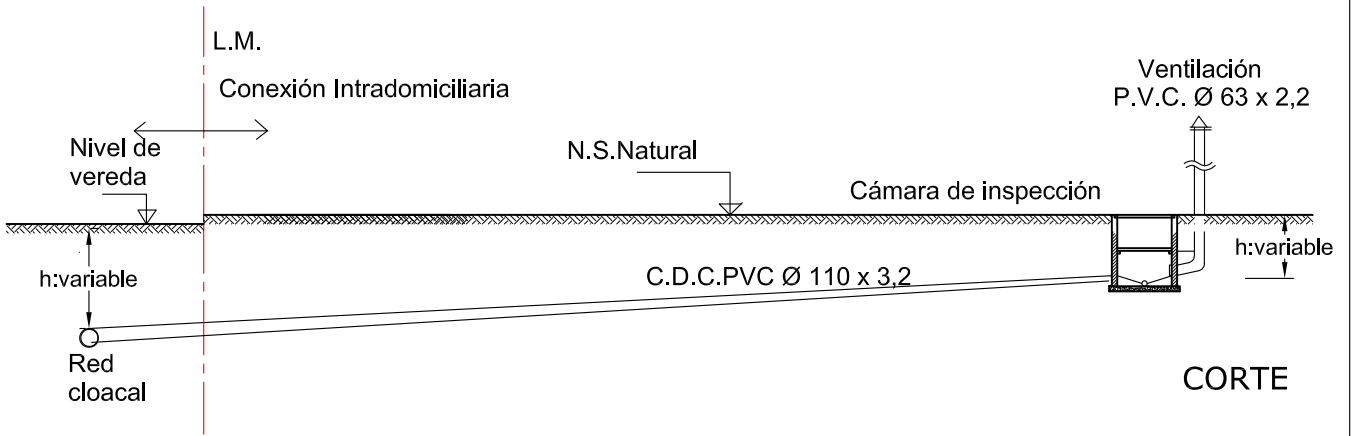 L.M.
Conexión Intradomiciliaria
Ventilación
P.V.C. Ø 63 x 2,2
Nivel de
vereda
N.S.Natural
Cámara de inspección
h:variable
h:variable
C.D.C.PVC Ø 110 x 3,2
Red
cloacal
CORTE